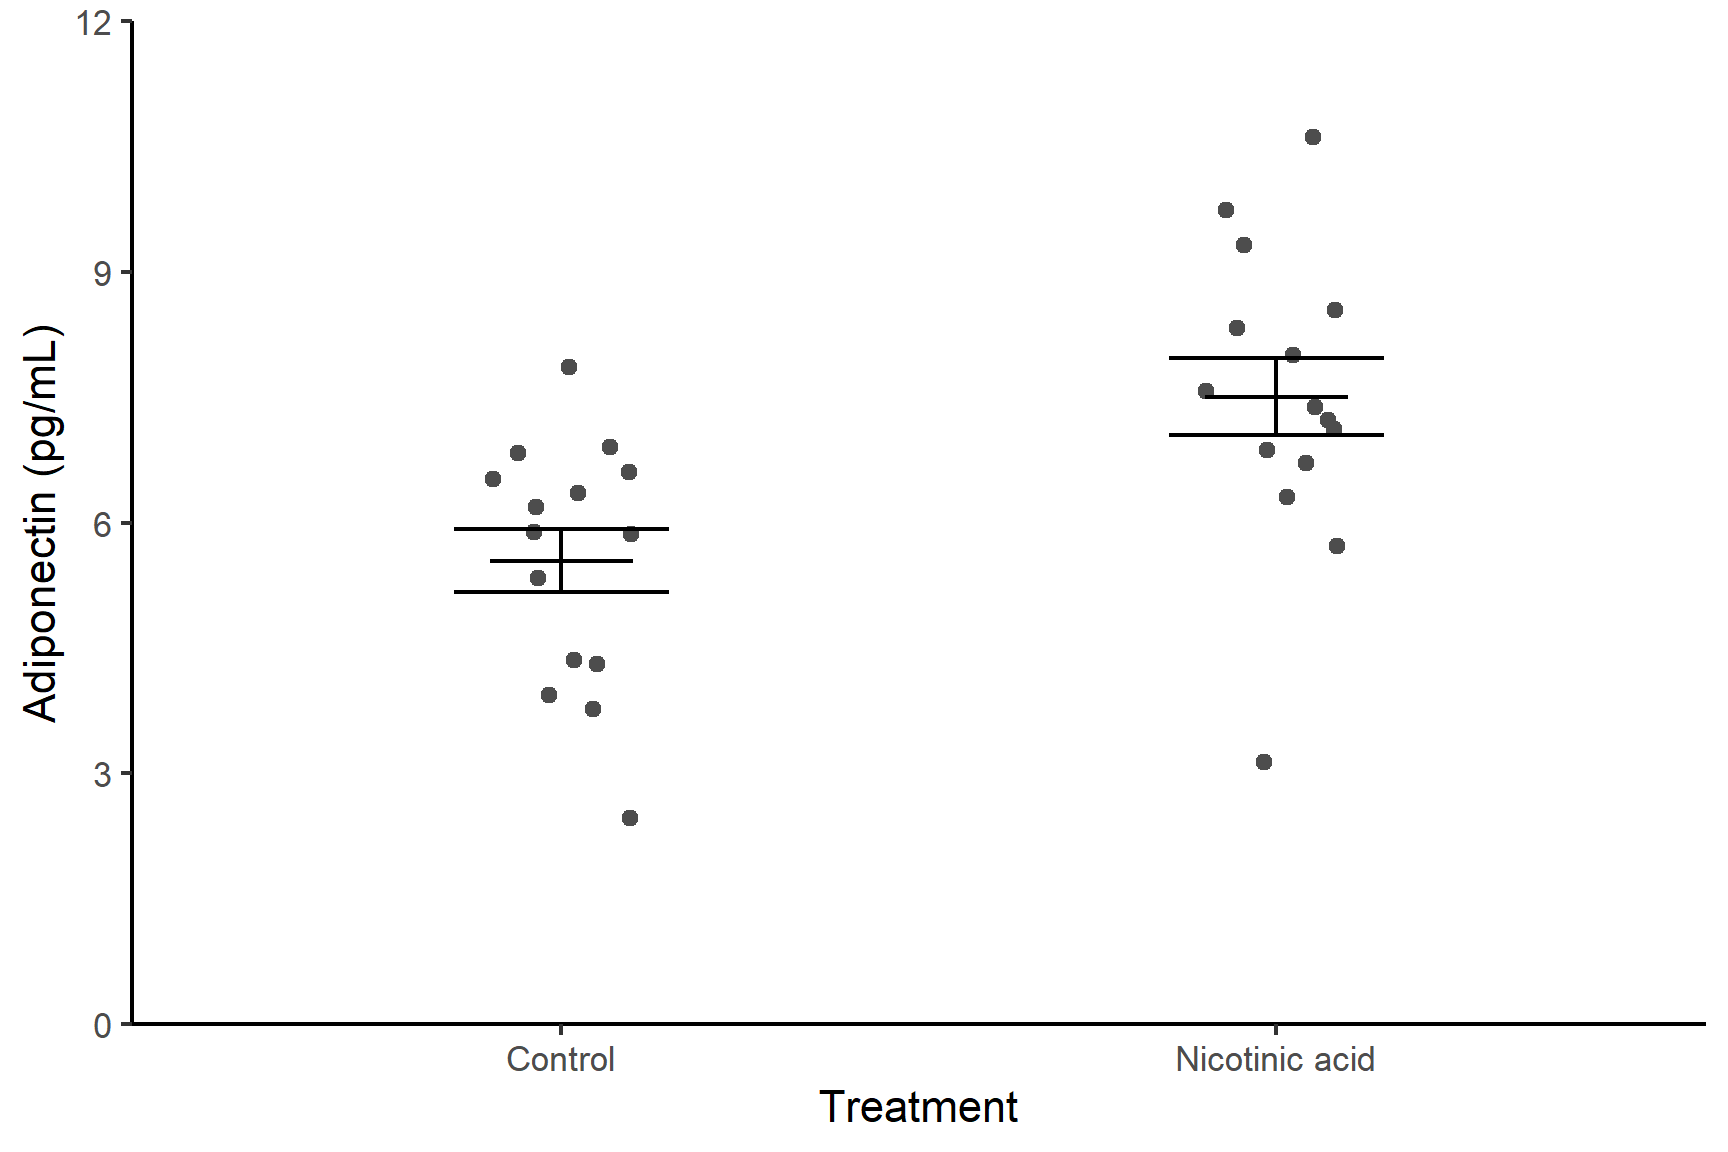 12
9
6
3
0
Adiponectin (pg/mL)
Control
Nicotinic acid
Treatment